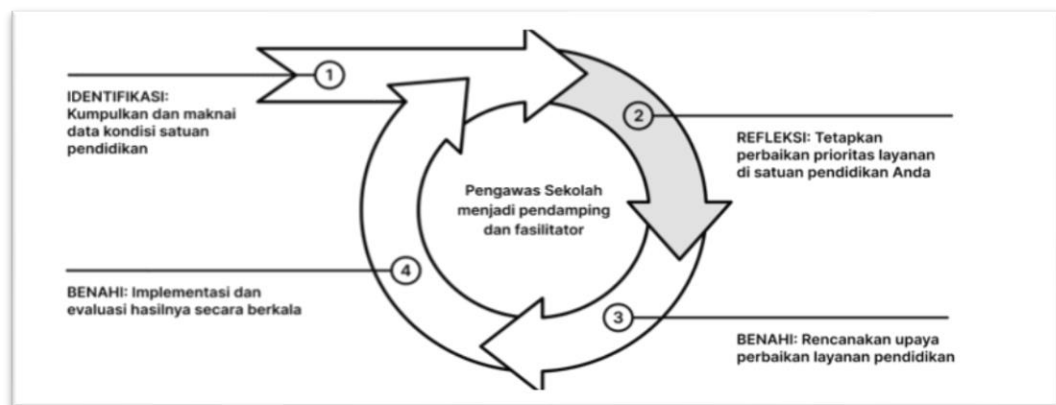 1
IDENTIFIKASI:
Kumpulkan dan maknai
data kondisi satuan
pendidikan
2
REFLEKSI: Tetapkan
perbaikan prioritas layanan
di satuan pendidikan Anda
Pengawas Sekolah
menjadi pendamping
dan fasilitator
4
BENAHI: Implementasi dan
evaluasi hasilnya secara berkala
3
BENAHI: Rencanakan upaya
perbaikan layanan pendidikan